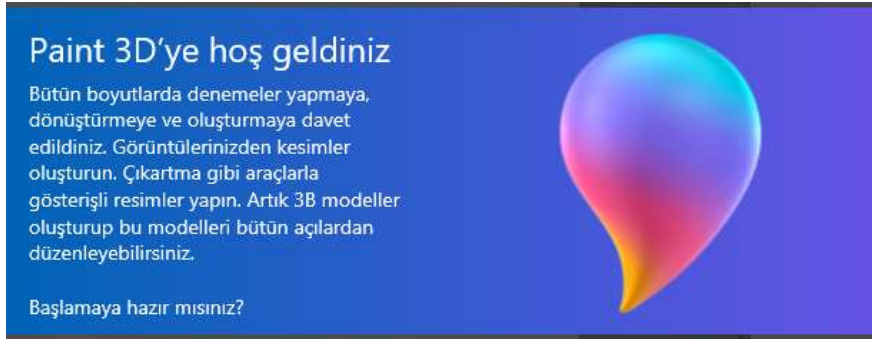 Paint 3D'ye hoş geldiniz
Bütün boyutlarda denemeler yapmaya,
dönüştürmeye ve oluşturmaya davet
edildiniz. Görüntülerinizden kesimler
oluşturun. Çıkartma gibi araçlarla
gösterişli resimler yapın. Artık 3B modeller
oluşturup bu modelleri bütün açılardan
düzenleyebilirsiniz.
Başlamaya hazır mısınız?